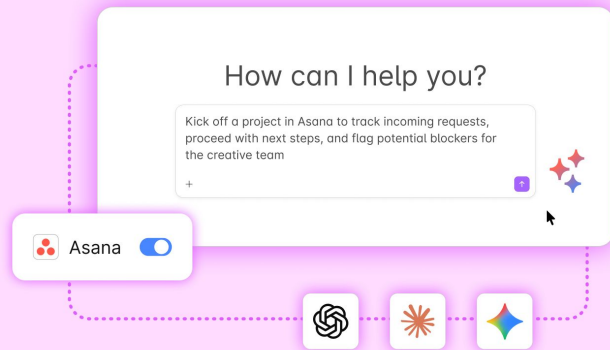 How can I help you?
Kick off a project in Asana to track incoming requests,
proceed with next steps, and flag potential blockers for
the creative team
Asana